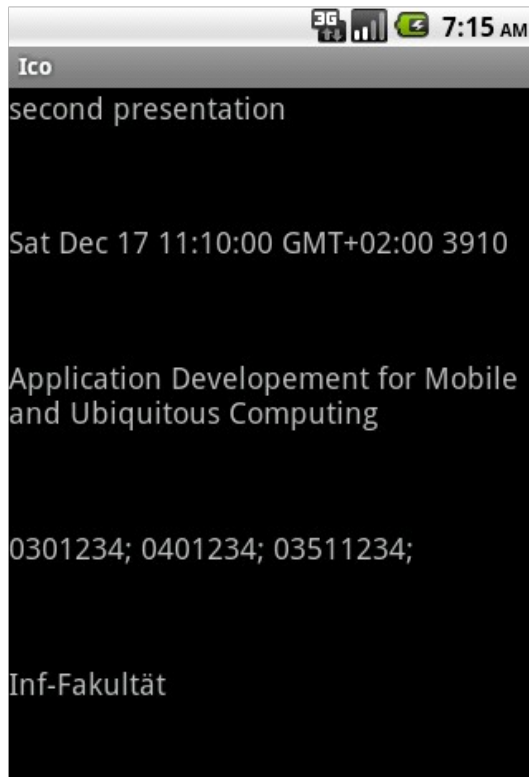 3G 7:15 AM
Ico
second presentation
Sat Dec 17 11:10:00 GMT+02:00 3910
Application Developement for Mobile
and Ubiquitous Computing
0301234; 0401234; 03511234;
Inf-Fakultät